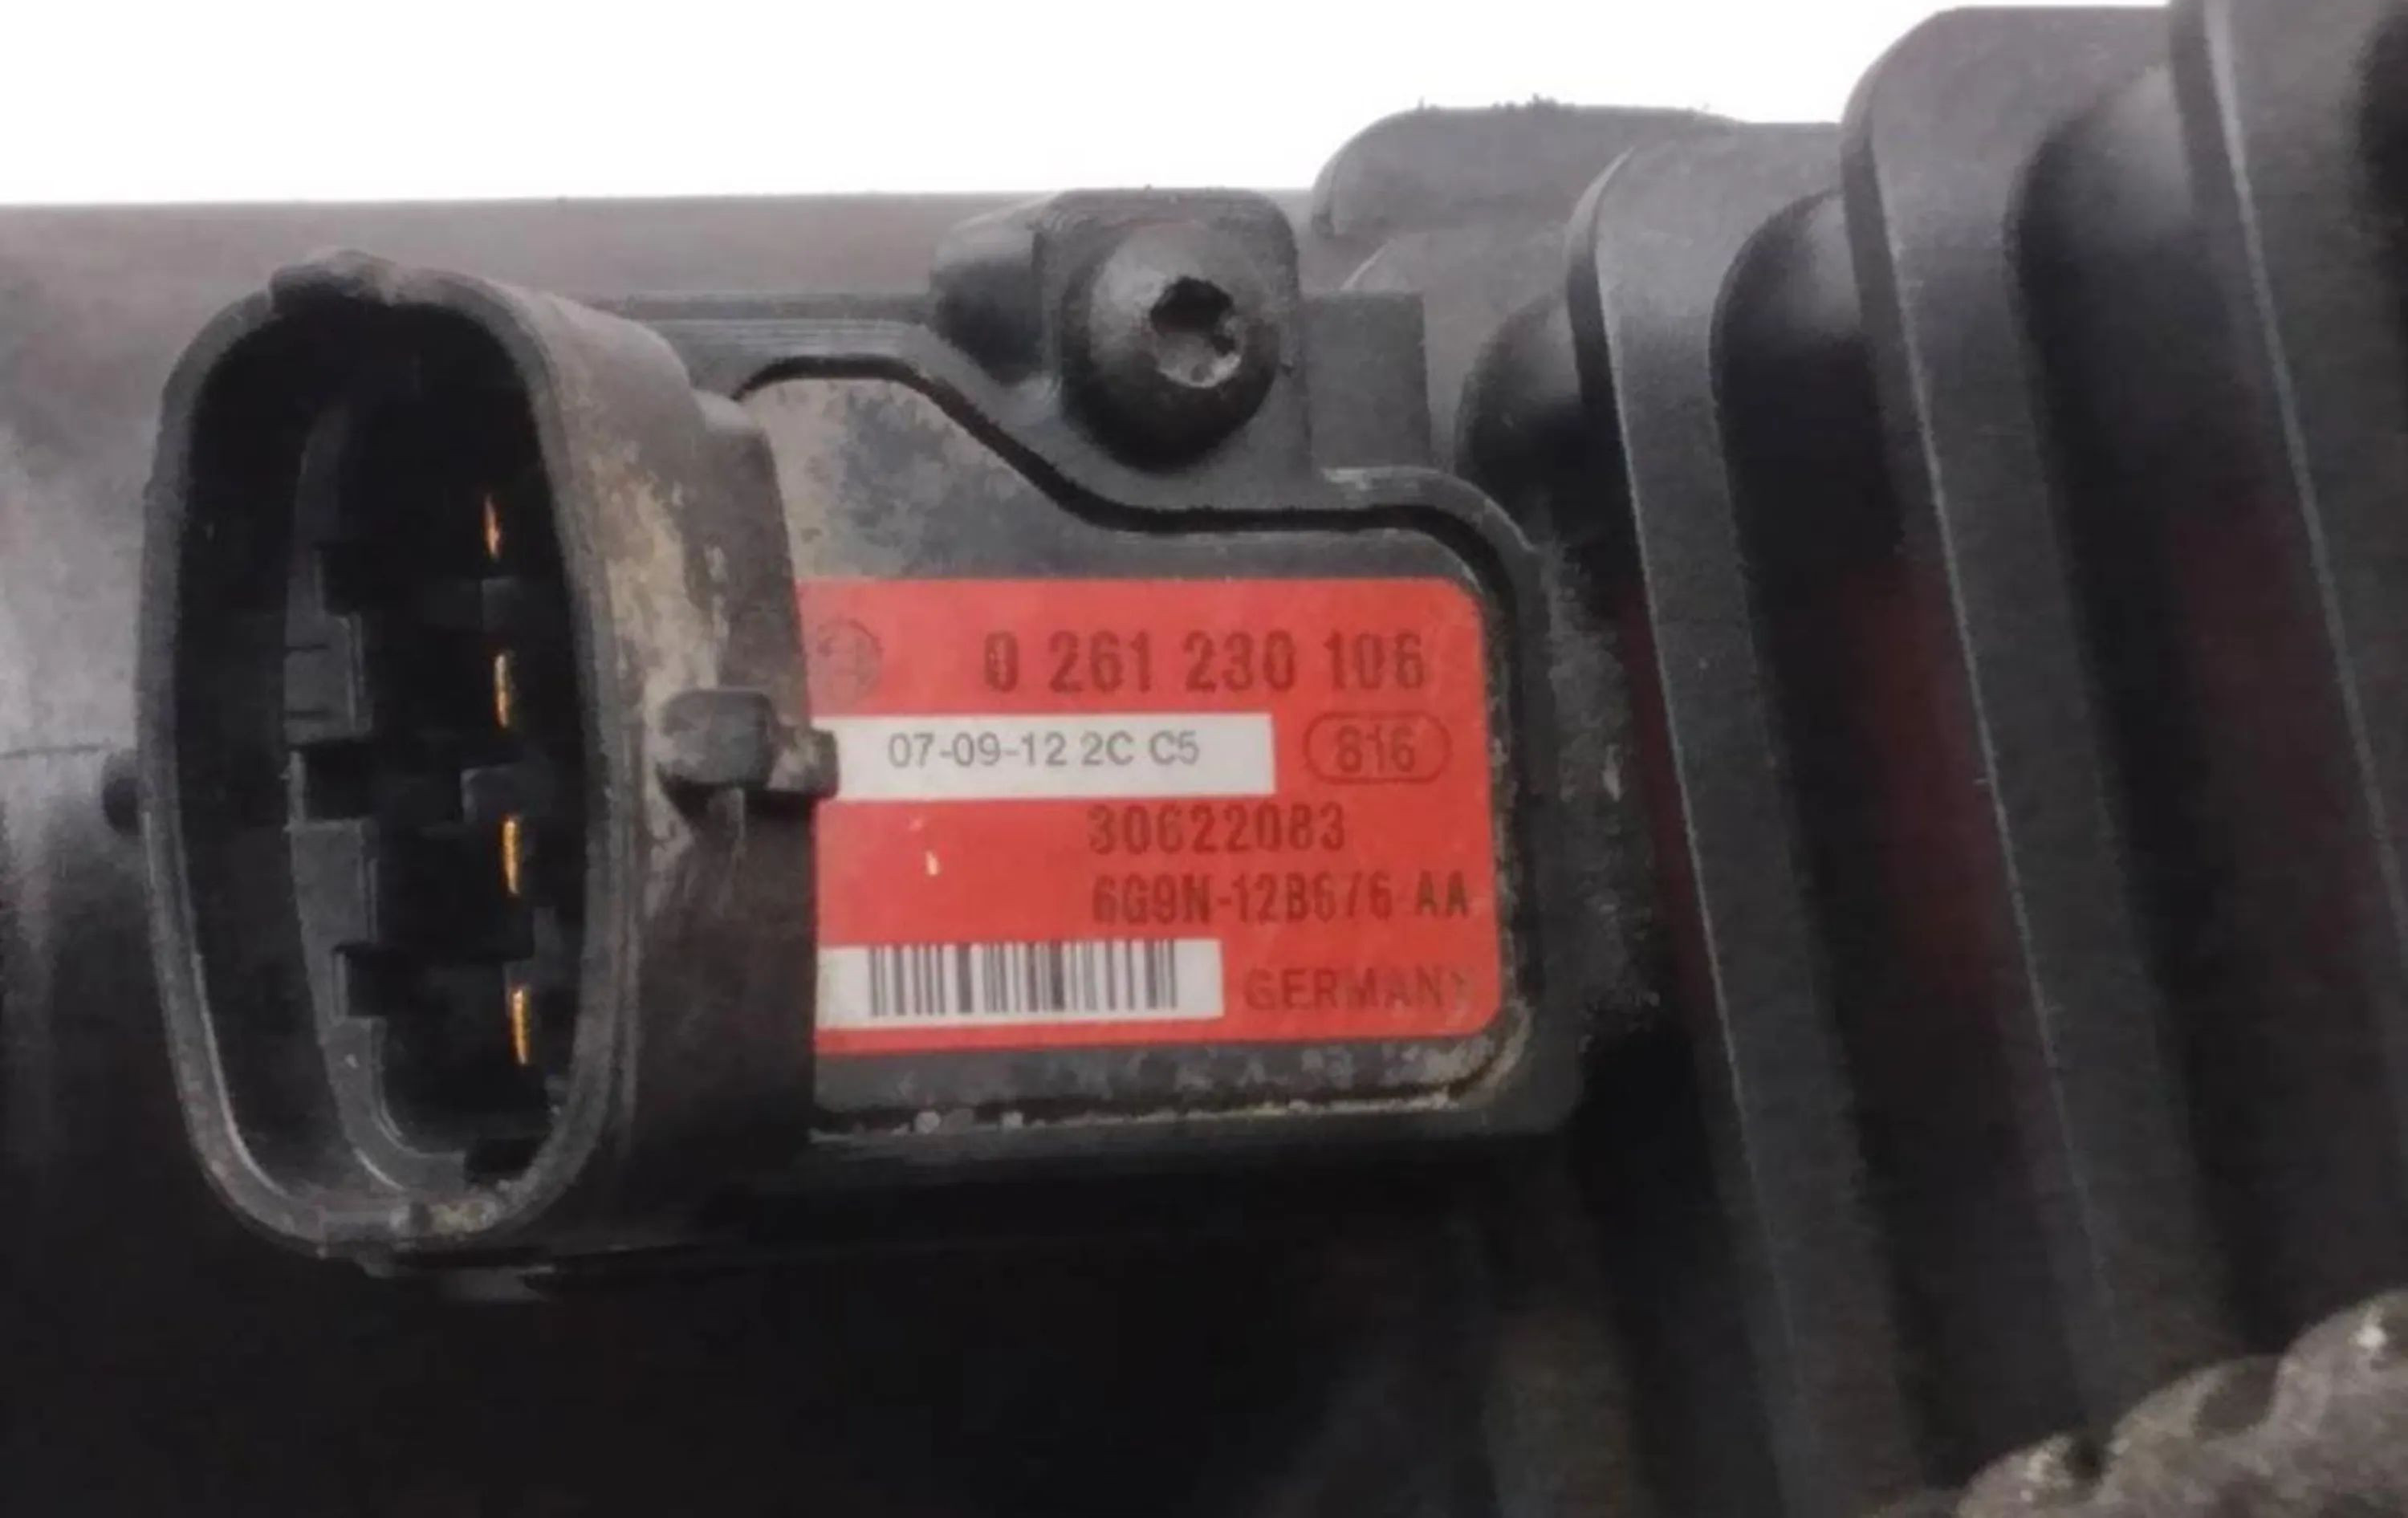 0 261 230 106
07-09-12 2C C5
816
30622083
6G9N-12B676 AA
GERMANY